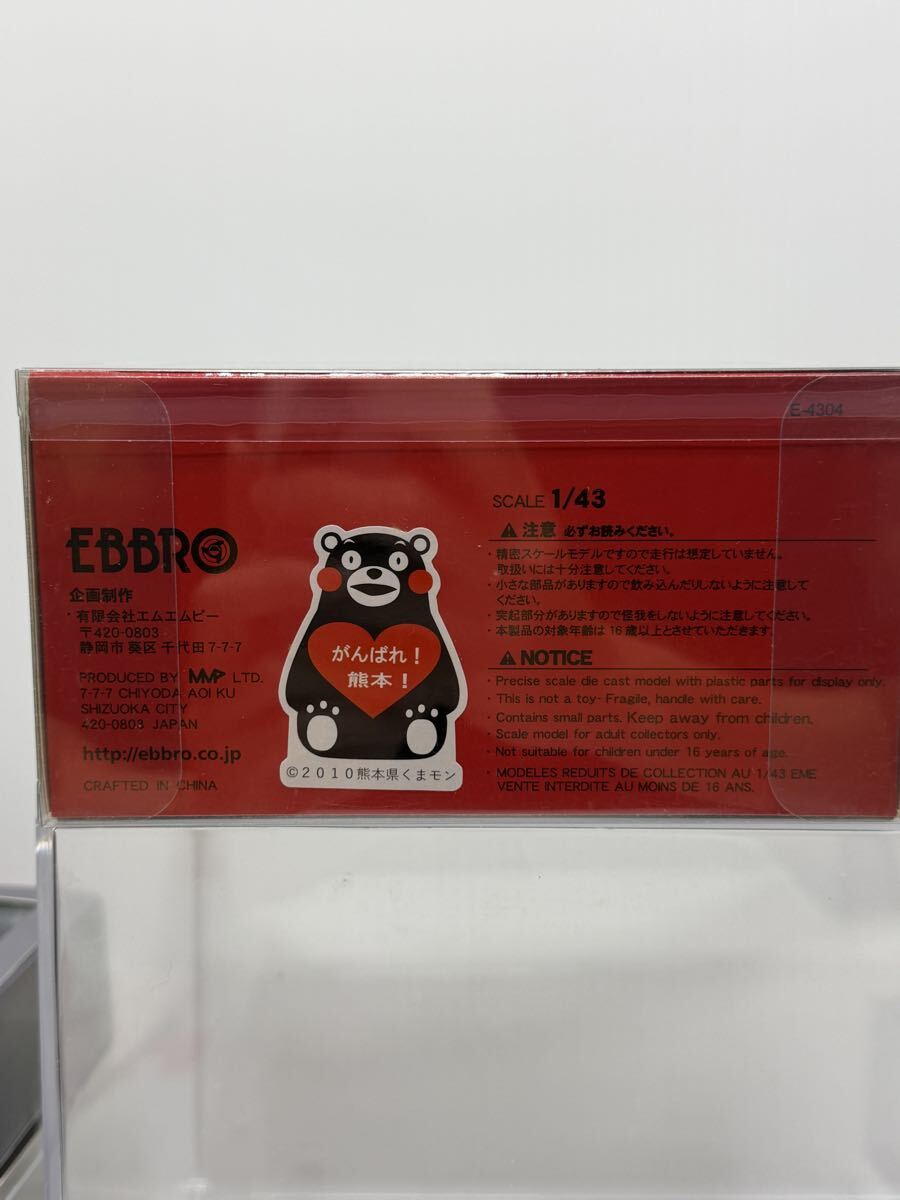 E-4304
EBBRO
企画制作
・有限会社エムエムピー
〒420-0803
静岡市 葵区 千代田 7-7-7
PRODUCED BY MMP LTD.
7-7-7 CHIYODA AOI KU
SHIZUOKA CITY
420-0803 JAPAN
http://ebbro.co.jp
CRAFTED IN CHINA
がんばれ!
熊本!
©2010熊本県くまモン
SCALE 1/43
注意 必ずお読みください。
・精密スケールモデルですので走行は想定していません。
取扱いには十分注意してください。
・小さな部品がありますので飲み込んだりしないように注意して
ください。
・突起部分がありますので怪我をしないように注意してください。
・本製品の対象年齢は 16 歳以上とさせていただきます。
NOTICE
・Precise scale die cast model with plastic parts for display only.
・This is not a toy- Fragile, handle with care.
・Contains small parts. Keep away from children.
・Scale model for adult collectors only.
・Not suitable for children under 16 years of age.
・MODELES REDUITS DE COLLECTION AU 1/43 EME
VENTE INTERDITE AU MOINS DE 16 ANS.